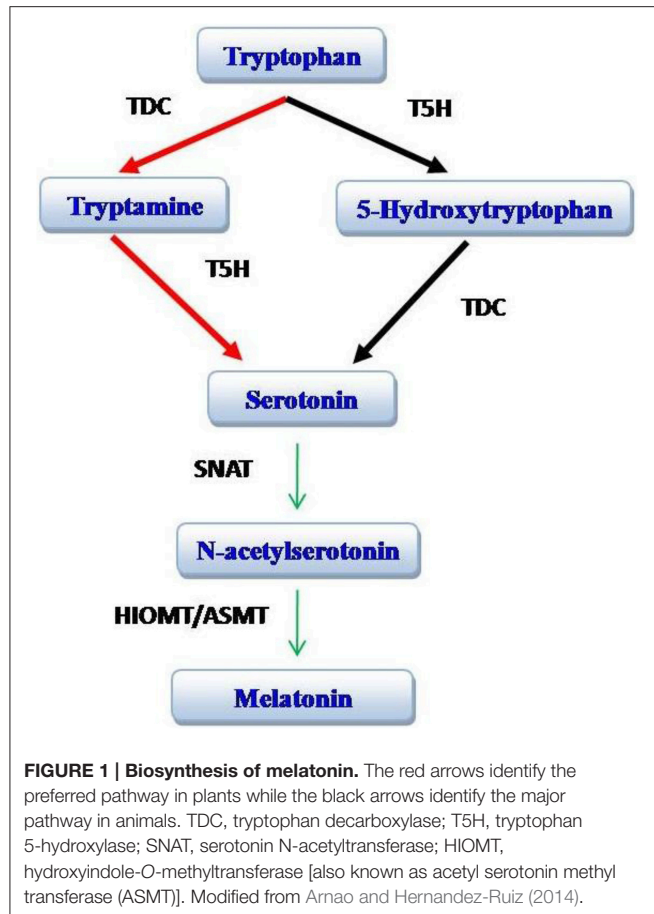 Tryptophan
TDC
T5H
Tryptamine
5-Hydroxytryptophan
T5H
TDC
Serotonin
SNAT
N-acetylserotonin
HIOMT/ASMT
Melatonin
FIGURE 1 | Biosynthesis of melatonin. The red arrows identify the
preferred pathway in plants while the black arrows identify the major
pathway in animals. TDC, tryptophan decarboxylase; T5H, tryptophan
5-hydroxylase; SNAT, serotonin N-acetyltransferase; HIOMT,
hydroxyindole-O-methyltransferase [also known as acetyl serotonin methyl
transferase (ASMT)]. Modified from Arnao and Hernandez-Ruiz (2014).